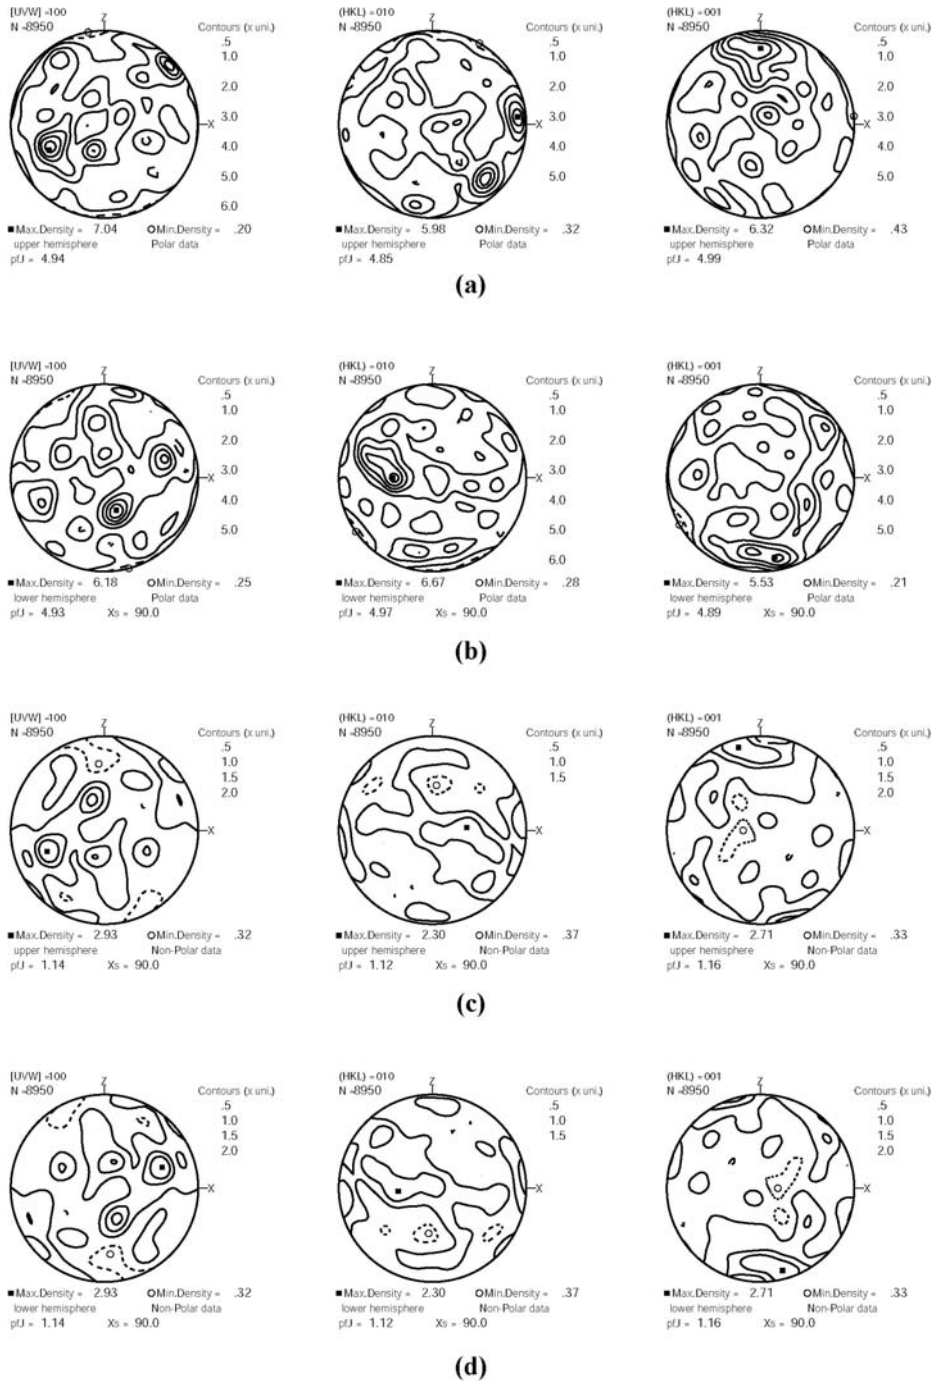 [UVW] =100
N =8950
Contours (x uni.)
.5
1.0
2.0
3.0
4.0
5.0
6.0
X
■Max.Density = 7.04 OMin.Density = .20
upper hemisphere Polar data
pfJ = 4.94
(HKL) =010
N =8950
Z
Contours (x uni.)
.5
1.0
2.0
3.0
4.0
5.0
X
■Max.Density = 5.98 OMin.Density = .32
upper hemisphere Polar data
pfJ = 4.85
(HKL) =001
N =8950
Z
Contours (x uni.)
.5
1.0
2.0
3.0
4.0
5.0
X
■Max.Density = 6.32 OMin.Density = .43
upper hemisphere Polar data
pfJ = 4.99
(a)
[UVW] =100
N =8950
Z
Contours (x uni.)
.5
1.0
2.0
3.0
4.0
5.0
X
■Max.Density = 6.18 OMin.Density = .25
lower hemisphere Polar data
pfJ = 4.93 Xs = 90.0
(HKL) =010
N =8950
Z
Contours (x uni.)
.5
1.0
2.0
3.0
4.0
5.0
6.0
X
■Max.Density = 6.67 OMin.Density = .28
lower hemisphere Polar data
pfJ = 4.97 Xs = 90.0
(HKL) =001
N =8950
Z
Contours (x uni.)
.5
1.0
2.0
3.0
4.0
5.0
X
■Max.Density = 5.53 OMin.Density = .21
lower hemisphere Polar data
pfJ = 4.89 Xs = 90.0
(b)
[UVW] =100
N =8950
Z
Contours (x uni.)
.5
1.0
1.5
2.0
X
■Max.Density = 2.93 OMin.Density = .32
upper hemisphere Non-Polar data
pfJ = 1.14 Xs = 90.0
(HKL) =010
N =8950
Z
Contours (x uni.)
.5
1.0
1.5
X
■Max.Density = 2.30 OMin.Density = .37
upper hemisphere Non-Polar data
pfJ = 1.12 Xs = 90.0
(HKL) =001
N =8950
Z
Contours (x uni.)
.5
1.0
1.5
2.0
X
■Max.Density = 2.71 OMin.Density = .33
upper hemisphere Non-Polar data
pfJ = 1.16 Xs = 90.0
(c)
[UVW] =100
N =8950
Z
Contours (x uni.)
.5
1.0
1.5
2.0
X
■Max.Density = 2.93 OMin.Density = .32
lower hemisphere Non-Polar data
pfJ = 1.14 Xs = 90.0
(HKL) =010
N =8950
Z
Contours (x uni.)
.5
1.0
1.5
X
■Max.Density = 2.30 OMin.Density = .37
lower hemisphere Non-Polar data
pfJ = 1.12 Xs = 90.0
(HKL) =001
N =8950
Z
Contours (x uni.)
.5
1.0
1.5
2.0
X
■Max.Density = 2.71 OMin.Density = .33
lower hemisphere Non-Polar data
pfJ = 1.16 Xs = 90.0
(d)